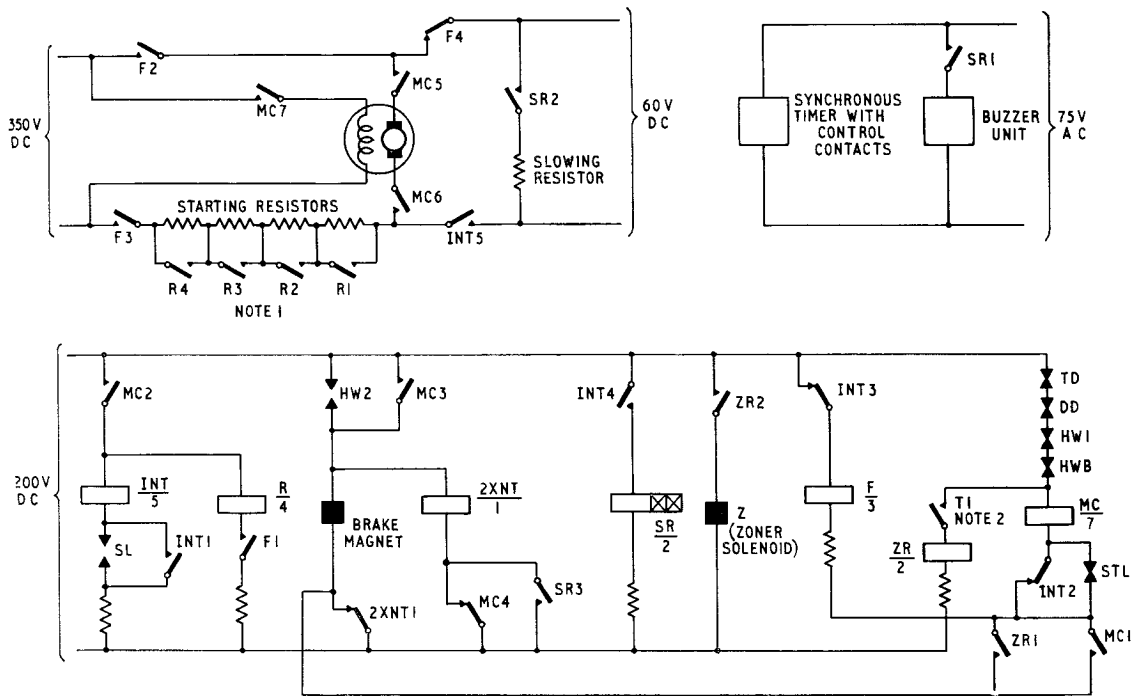 F4
F2
MC5
SR1
MC7
SR2
350V
DC
60V
DC
SYNCHRONOUS
TIMER WITH
CONTROL
CONTACTS
BUZZER
UNIT
75V
AC
SLOWING
RESISTOR
MC6
STARTING RESISTORS
F3
INT5
R4
R3
R2
R1
NOTE 1
MC2
HW2
MC3
INT4
ZR2
INT3
TD
DD
HW1
HWB
200V
DC
INT
5
R
4
2XNT
1
F
3
T1
NOTE 2
MC
7
BRAKE
MAGNET
SR
2
Z
(ZONER
SOLENOID)
SL
INT1
F1
ZR
2
INT2
STL
2XNT1
MC4
SR3
ZR1
MC1